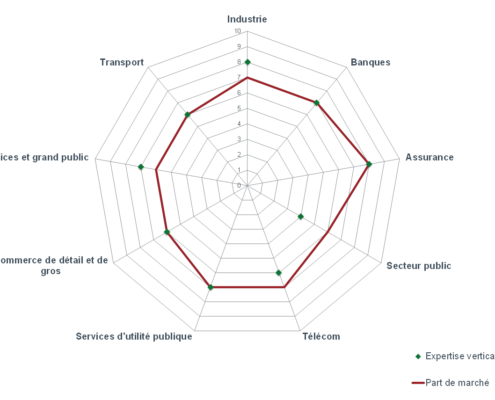 Industrie
10
9
8
7
6
5
4
3
2
1
0
Transport
Banques
ices et grand public
Assurance
ommerce de détail et de
gros
Secteur public
Services d'utilité publique
Télécom
Expertise vertica
Part de marché